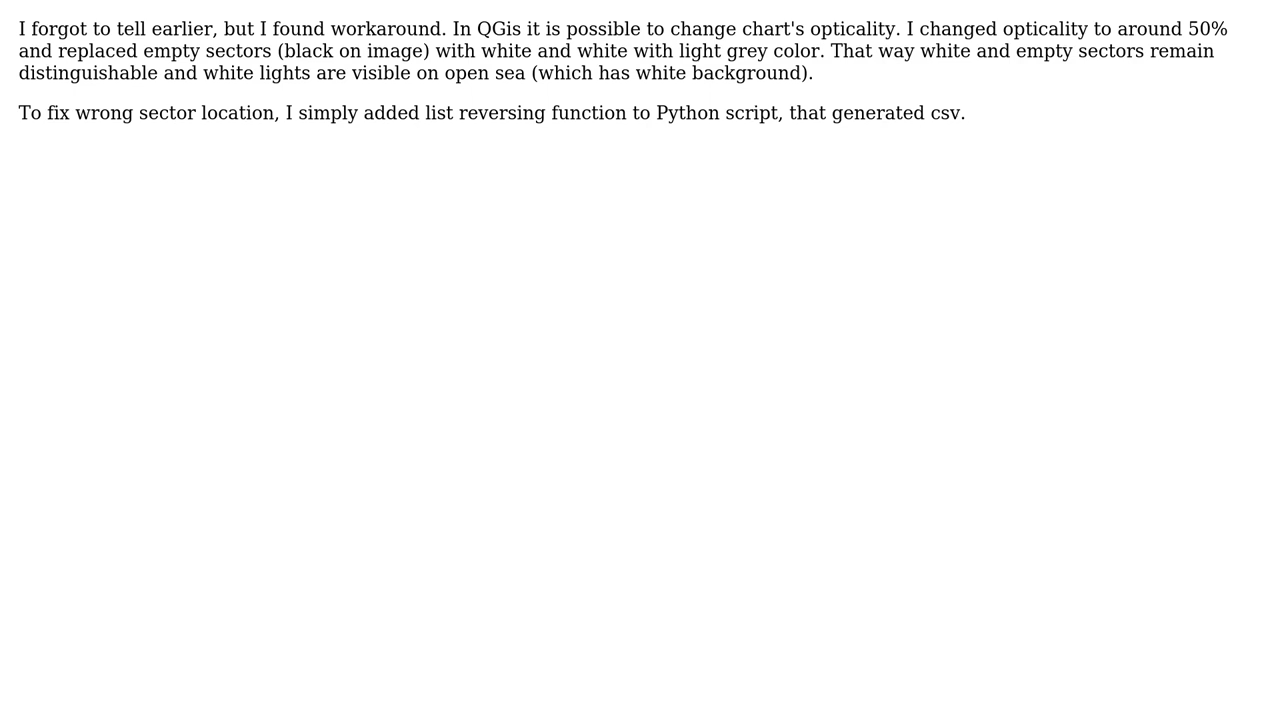 I forgot to tell earlier, but I found workaround. In QGis it is possible to change chart's opticality. I changed opticality to around 50%
and replaced empty sectors (black on image) with white and white with light grey color. That way white and empty sectors remain
distinguishable and white lights are visible on open sea (which has white background).
To fix wrong sector location, I simply added list reversing function to Python script, that generated csv.